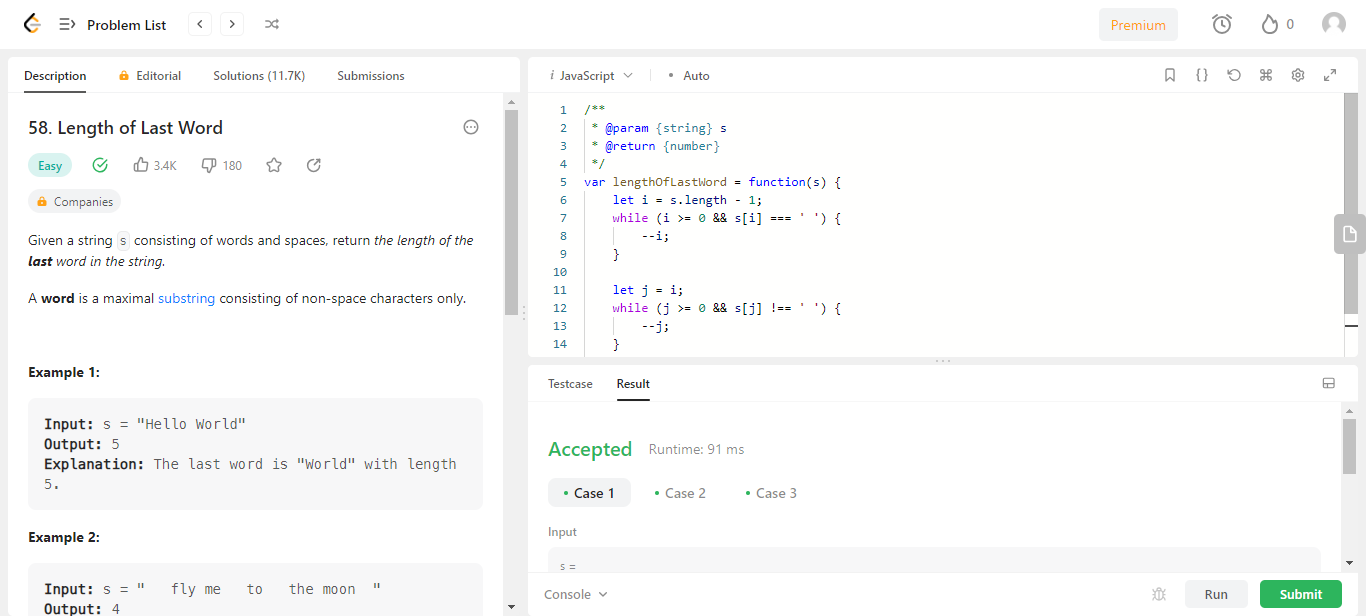 Problem List
Premium
0
Description
Editorial
Solutions (11.7K)
Submissions
58. Length of Last Word
Easy
3.4K
180
Companies
Given a string s consisting of words and spaces, return the length of the
last word in the string.
A word is a maximal substring consisting of non-space characters only.
Example 1:
Input: s = "Hello World"
Output: 5
Explanation: The last word is "World" with length
5.
Example 2:
Input: s = "   fly me   to   the moon  "
Output: 4
i JavaScript
• Auto
1 /**
2  * @param {string} s
3  * @return {number}
4  */
5 var lengthOfLastWord = function(s) {
6     let i = s.length - 1;
7     while (i >= 0 && s[i] === ' ') {
8         --i;
9     }
10
11     let j = i;
12     while (j >= 0 && s[j] !== ' ') {
13         --j;
14     }
Testcase
Result
Accepted
Runtime: 91 ms
• Case 1
• Case 2
• Case 3
Input
s =
Console
Run
Submit